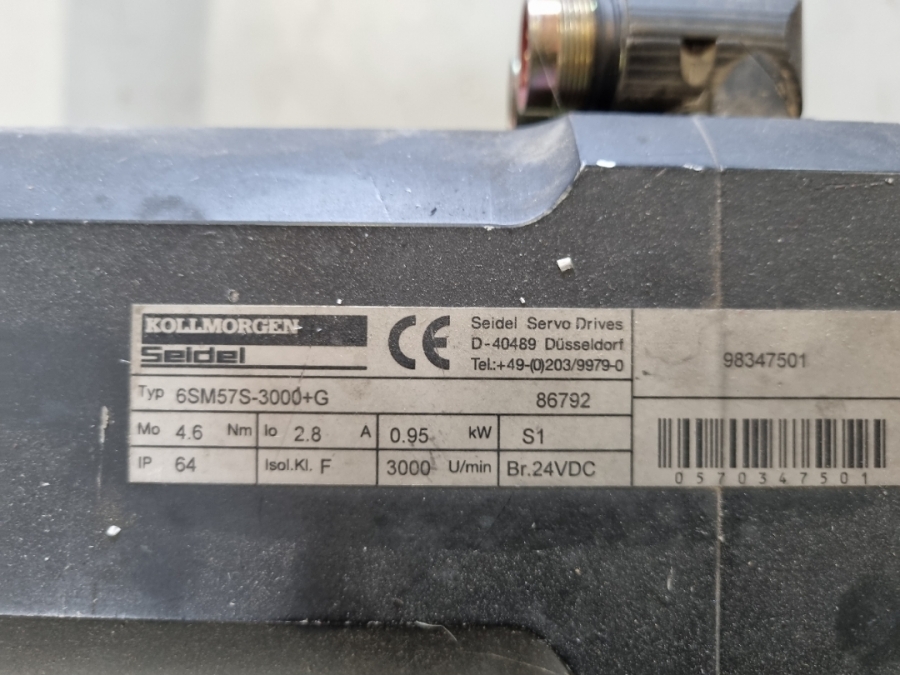 KOLLMORGEN
Seidel
CE
Seidel Servo Drives
D-40489 Düsseldorf
Tel.:+49-(0)203/9979-0
98347501
Typ 6SM57S-3000+G 86792
Mo 4.6 Nm Io 2.8 A 0.95 kW S1
IP 64 Isol.Kl. F 3000 U/min Br.24VDC
0570347501